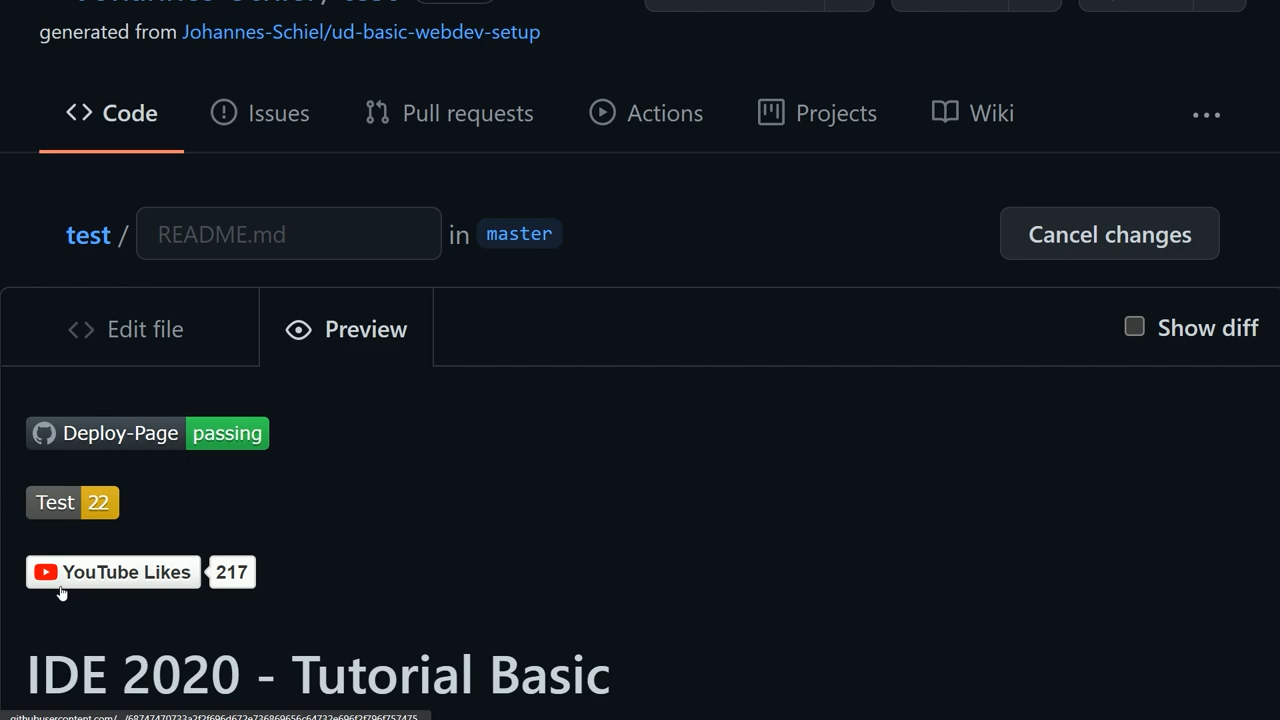 generated from Johannes-Schiel/ud-basic-webdev-setup
Code Issues Pull requests Actions Projects Wiki ...
test / README.md in master Cancel changes
Edit file Preview Show diff
Deploy-Page passing
Test 22
YouTube Likes 217
IDE 2020 - Tutorial Basic